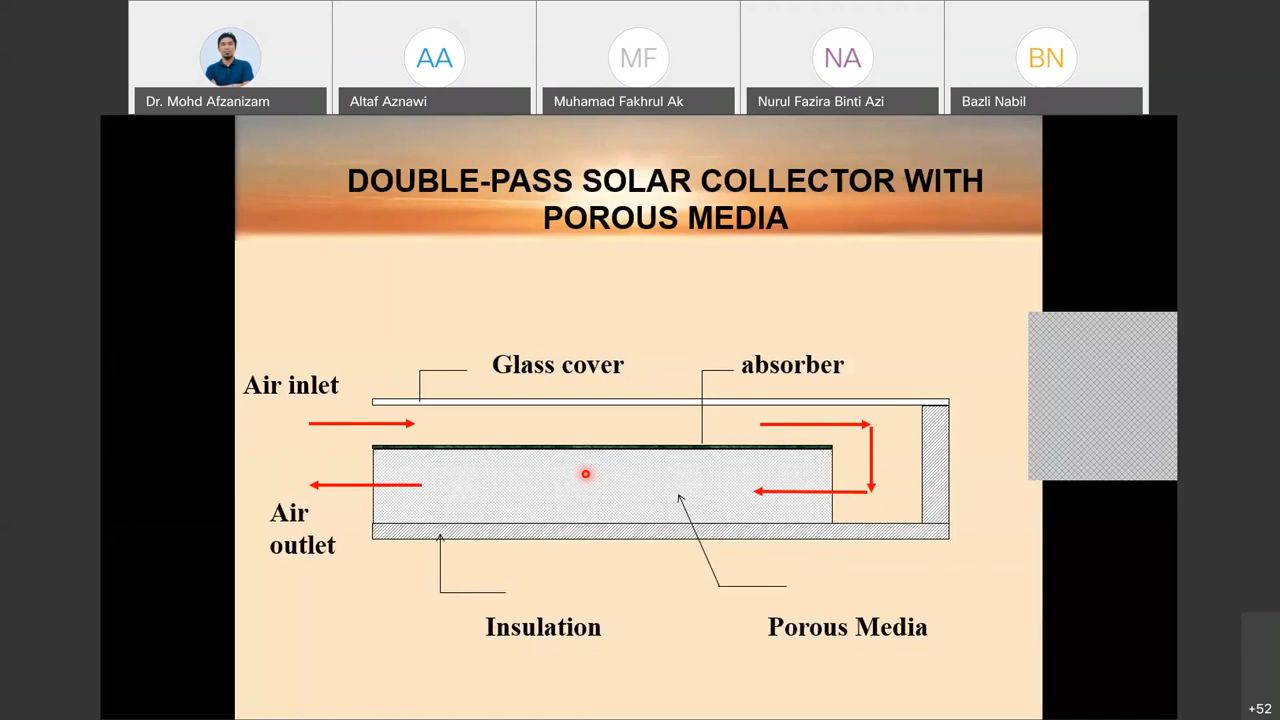 AA
MF
NA
BN
Dr. Mohd Afzanizam
Altaf Aznawi
Muhamad Fakhrul Ak
Nurul Fazira Binti Azi
Bazli Nabil
DOUBLE-PASS SOLAR COLLECTOR WITH
POROUS MEDIA
Glass cover
absorber
Air inlet
Air
outlet
Insulation
Porous Media
+52